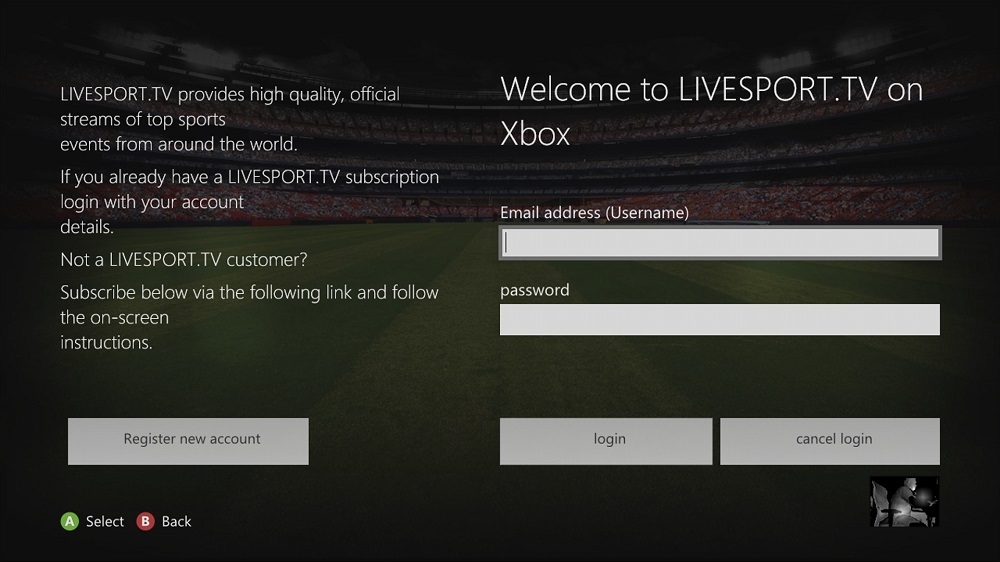 LIVESPORT.TV provides high quality, official
streams of top sports
events from around the world.
If you already have a LIVESPORT.TV subscription
login with your account
details.
Not a LIVESPORT.TV customer?
Subscribe below via the following link and follow
the on-screen
instructions.
Register new account
Welcome to LIVESPORT.TV on
Xbox
Email address (Username)
password
login
cancel login
A Select B Back